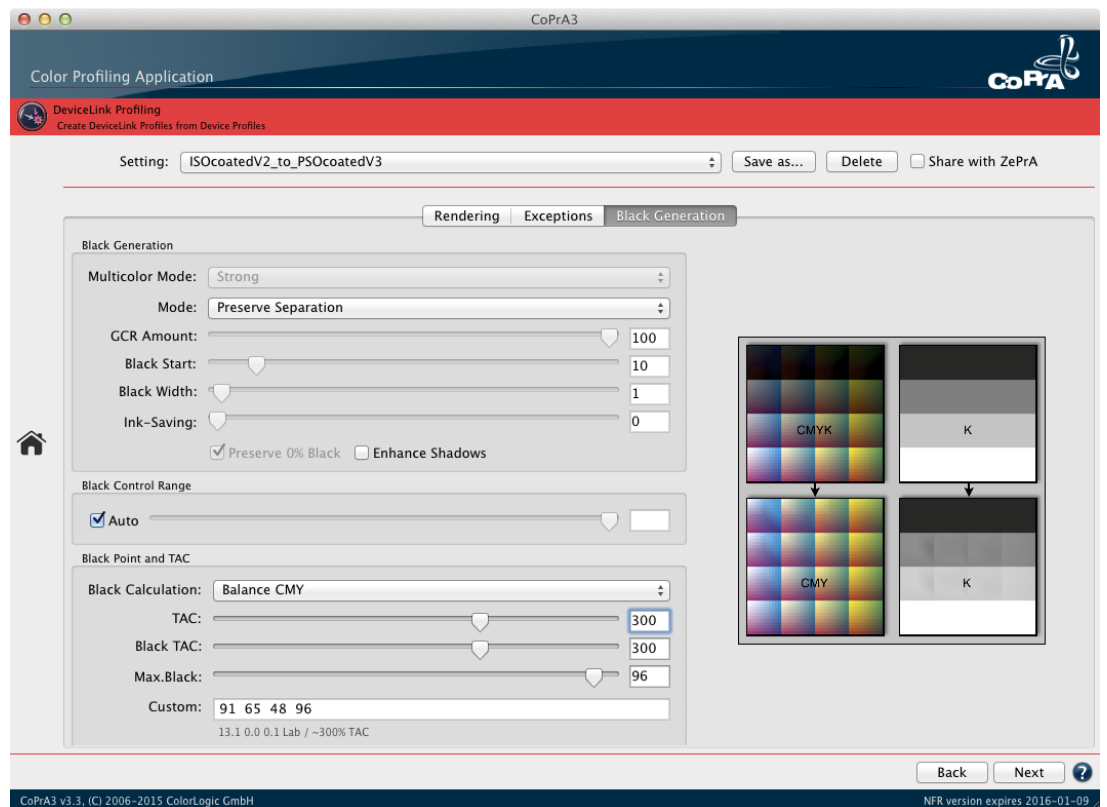 CoPrA3
Color Profiling Application
CoPrA
DeviceLink Profiling
Create DeviceLink Profiles from Device Profiles
Setting: ISOcoatedV2_to_PSOcoatedV3 Save as... Delete Share with ZePrA
Rendering Exceptions Black Generation
Black Generation
Multicolor Mode: Strong
Mode: Preserve Separation
GCR Amount: 100
Black Start: 10
Black Width: 1
Ink-Saving: 0
Preserve 0% Black Enhance Shadows
Black Control Range
Auto
Black Point and TAC
Black Calculation: Balance CMY
TAC: 300
Black TAC: 300
Max.Black: 96
Custom: 91 65 48 96
13.1 0.0 0.1 Lab / ~300% TAC
CMYK K
CMY K
Back Next ?
CoPrA3 v3.3, (C) 2006-2015 ColorLogic GmbH NFR version expires 2016-01-09